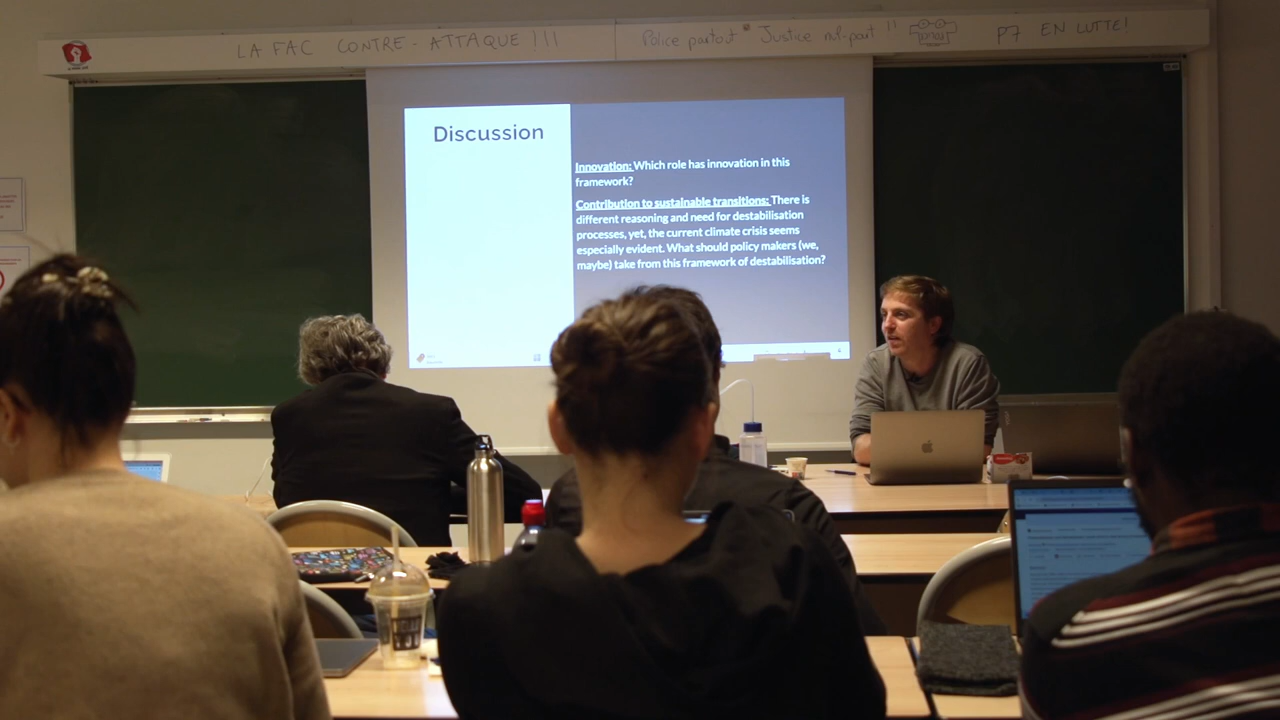 LA FAC CONTRE-ATTAQUE !!!
Police partout Justice nul-part !!
P7 EN LUTTE!
Discussion
Innovation: Which role has innovation in this
framework?
Contribution to sustainable transitions: There is
different reasoning and need for destabilisation
processes, yet, the current climate crisis seems
especially evident. What should policy makers (we,
maybe) take from this framework of destabilisation?